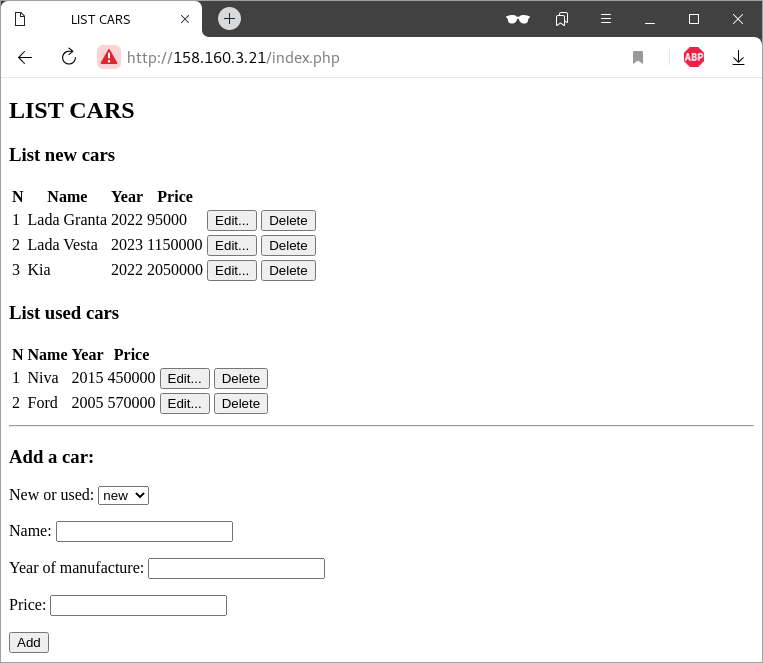 LIST CARS
http://158.160.3.21/index.php
ABP
LIST CARS
List new cars
N Name Year Price
1 Lada Granta 2022 95000 Edit... Delete
2 Lada Vesta 2023 1150000 Edit... Delete
3 Kia 2022 2050000 Edit... Delete
List used cars
N Name Year Price
1 Niva 2015 450000 Edit... Delete
2 Ford 2005 570000 Edit... Delete
Add a car:
New or used: new
Name:
Year of manufacture:
Price:
Add